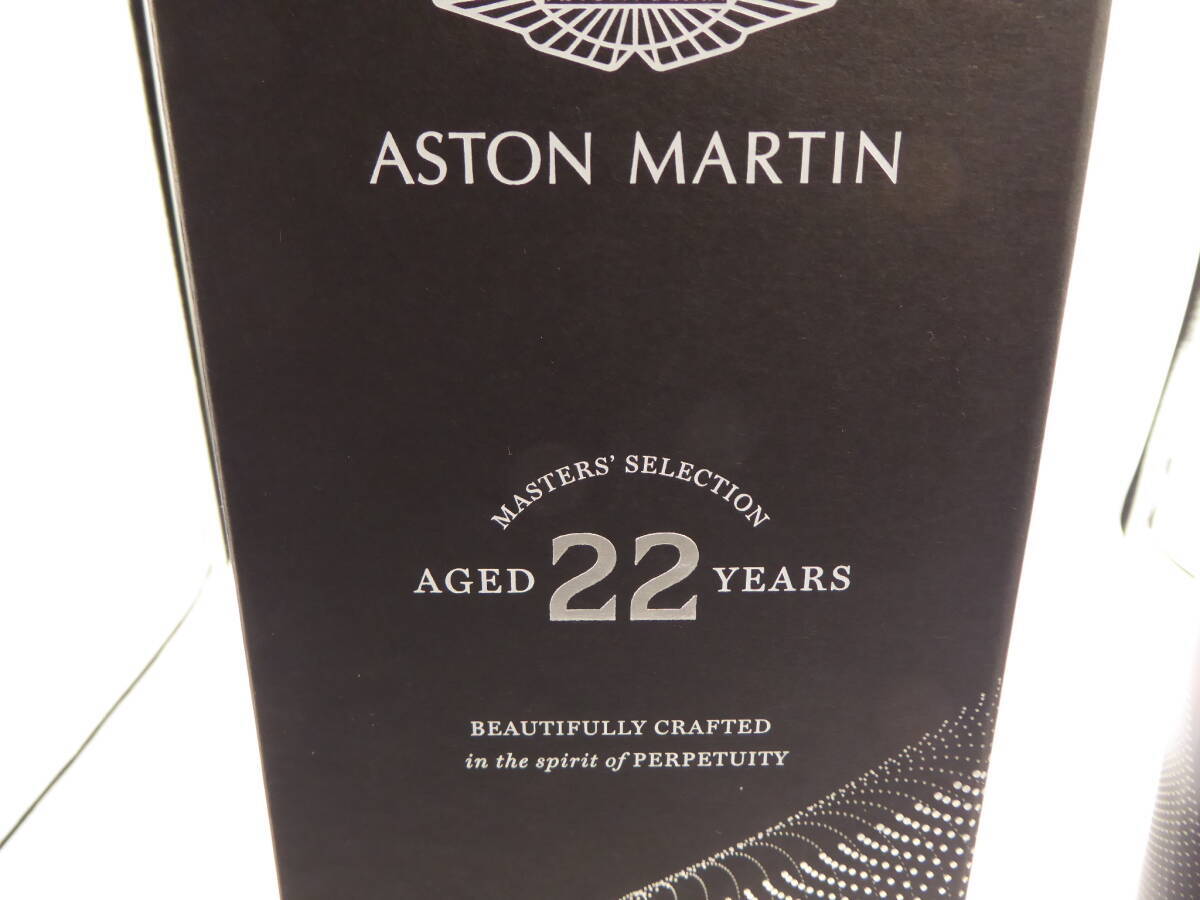 ASTON MARTIN
MASTERS' SELECTION
AGED 22 YEARS
BEAUTIFULLY CRAFTED
in the spirit of PERPETUITY